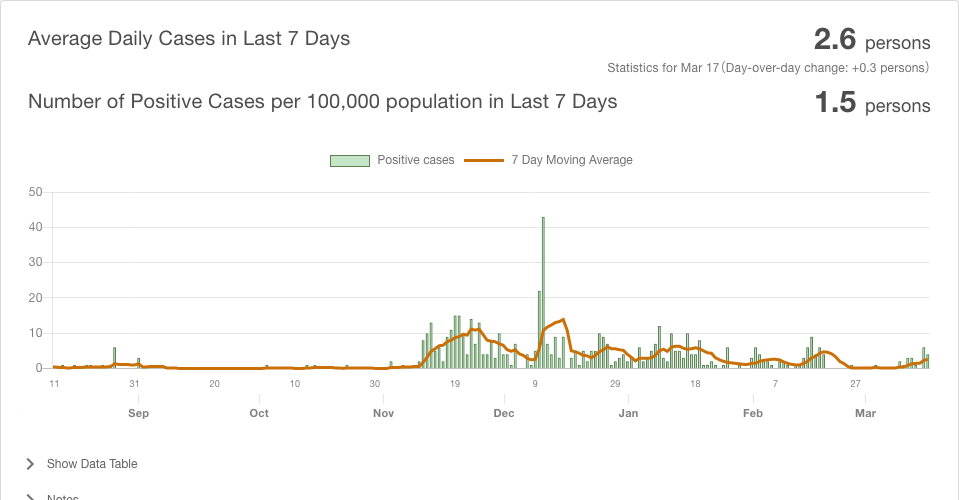 Average Daily Cases in Last 7 Days
2.6 persons
Statistics for Mar 17(Day-over-day change: +0.3 persons)
Number of Positive Cases per 100,000 population in Last 7 Days
1.5 persons
Positive cases
7 Day Moving Average
50
40
30
20
10
0
11 31 20 10 30 19 9 29 18 7 27
Sep Oct Nov Dec Jan Feb Mar
Show Data Table
Notes